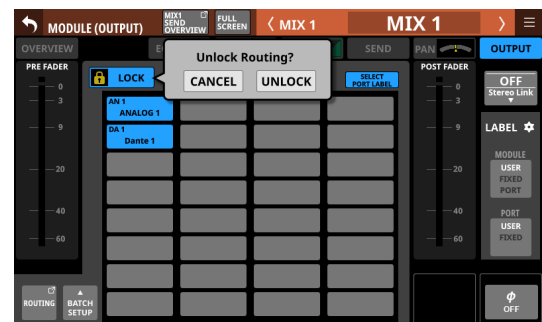 MODULE (OUTPUT)
MIX1
SEND
OVERVIEW
FULL
SCREEN
MIX 1
MIX 1
OVERVIEW
SEND
PAN
OUTPUT
Unlock Routing?
CANCEL
UNLOCK
PRE FADER
0
3
9
20
40
60
LOCK
SELECT
PORT LABEL
AN 1
ANALOG 1
DA 1
Dante 1
POST FADER
0
3
9
20
40
60
OFF
Stereo Link
LABEL
MODULE
USER
FIXED
PORT
PORT
USER
FIXED
ROUTING
BATCH
SETUP
φ
OFF